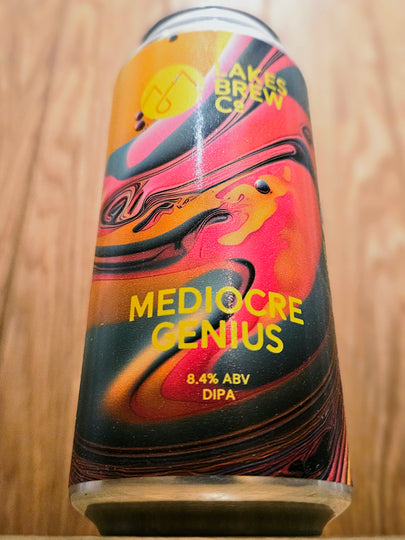 LAKES
BREW
Co
MEDIOCRE
GENIUS
8.4% ABV
DIPA